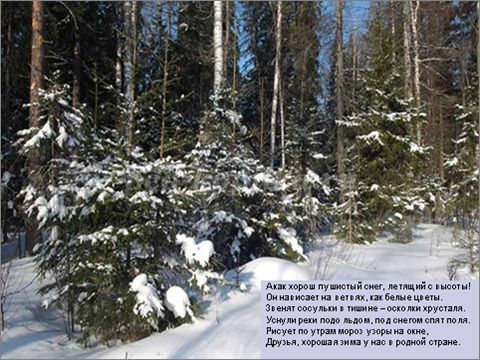 Акак хорош пушистый снег, летящий с высоты!
Он нависает на ветвях, как белые цветы.
Звенят сосульки в тишине – осколки хрусталя.
Уснули реки подо льдом, под снегом спят поля.
Рисует по утрам мороз узоры на окне,
Друзья, хорошая зима у нас в родной стране.